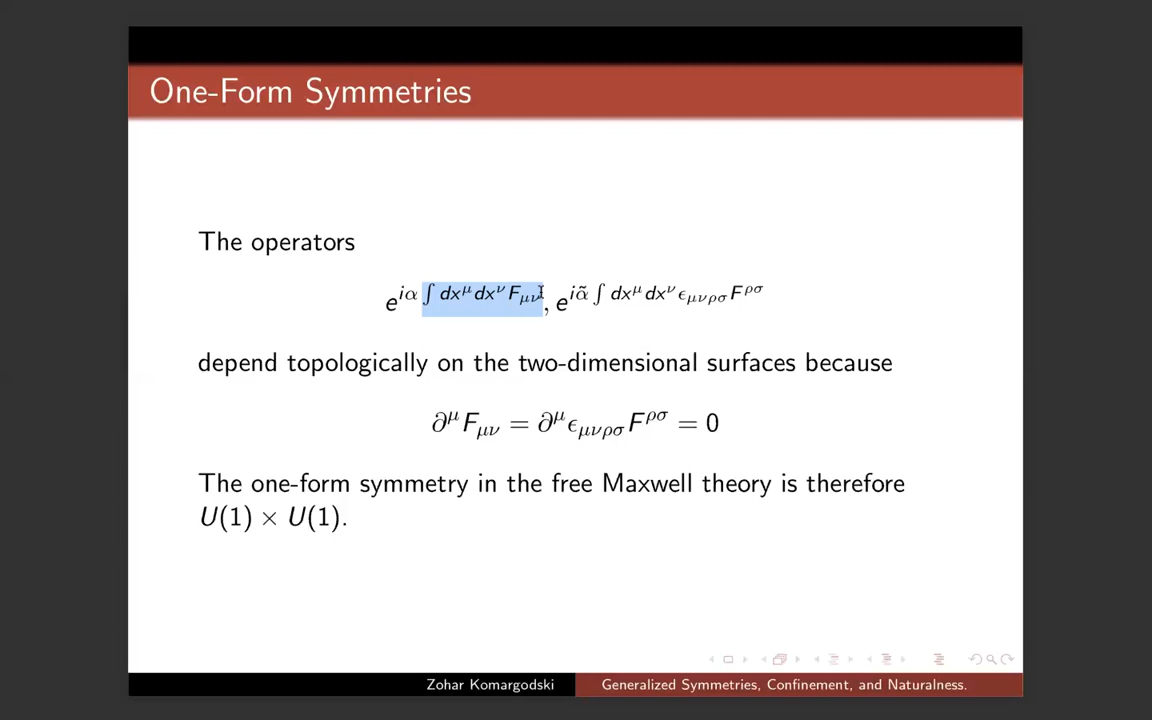 One-Form Symmetries
The operators
e^{iα ∫ dx^μ dx^ν F_{μν}}, e^{iα̃ ∫ dx^μ dx^ν ε_{μνρσ} F^{ρσ}}
depend topologically on the two-dimensional surfaces because
∂^μ F_{μν} = ∂^μ ε_{μνρσ} F^{ρσ} = 0
The one-form symmetry in the free Maxwell theory is therefore
U(1) × U(1).
Zohar Komargodski
Generalized Symmetries, Confinement, and Naturalness.